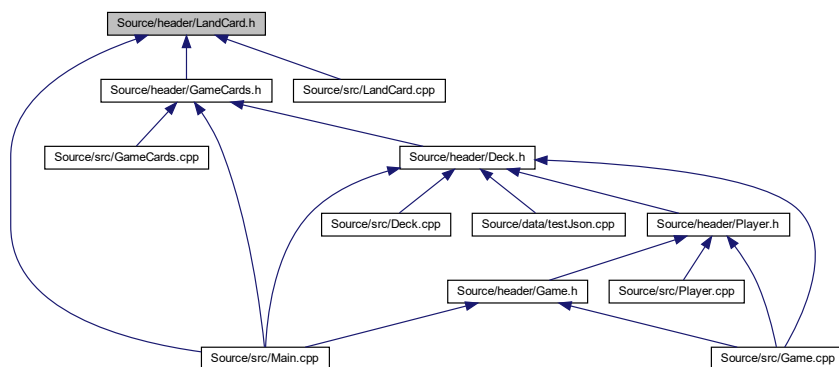 Source/header/LandCard.h
Source/header/GameCards.h
Source/src/LandCard.cpp
Source/src/GameCards.cpp
Source/header/Deck.h
Source/src/Deck.cpp
Source/data/testJson.cpp
Source/header/Player.h
Source/header/Game.h
Source/src/Player.cpp
Source/src/Main.cpp
Source/src/Game.cpp